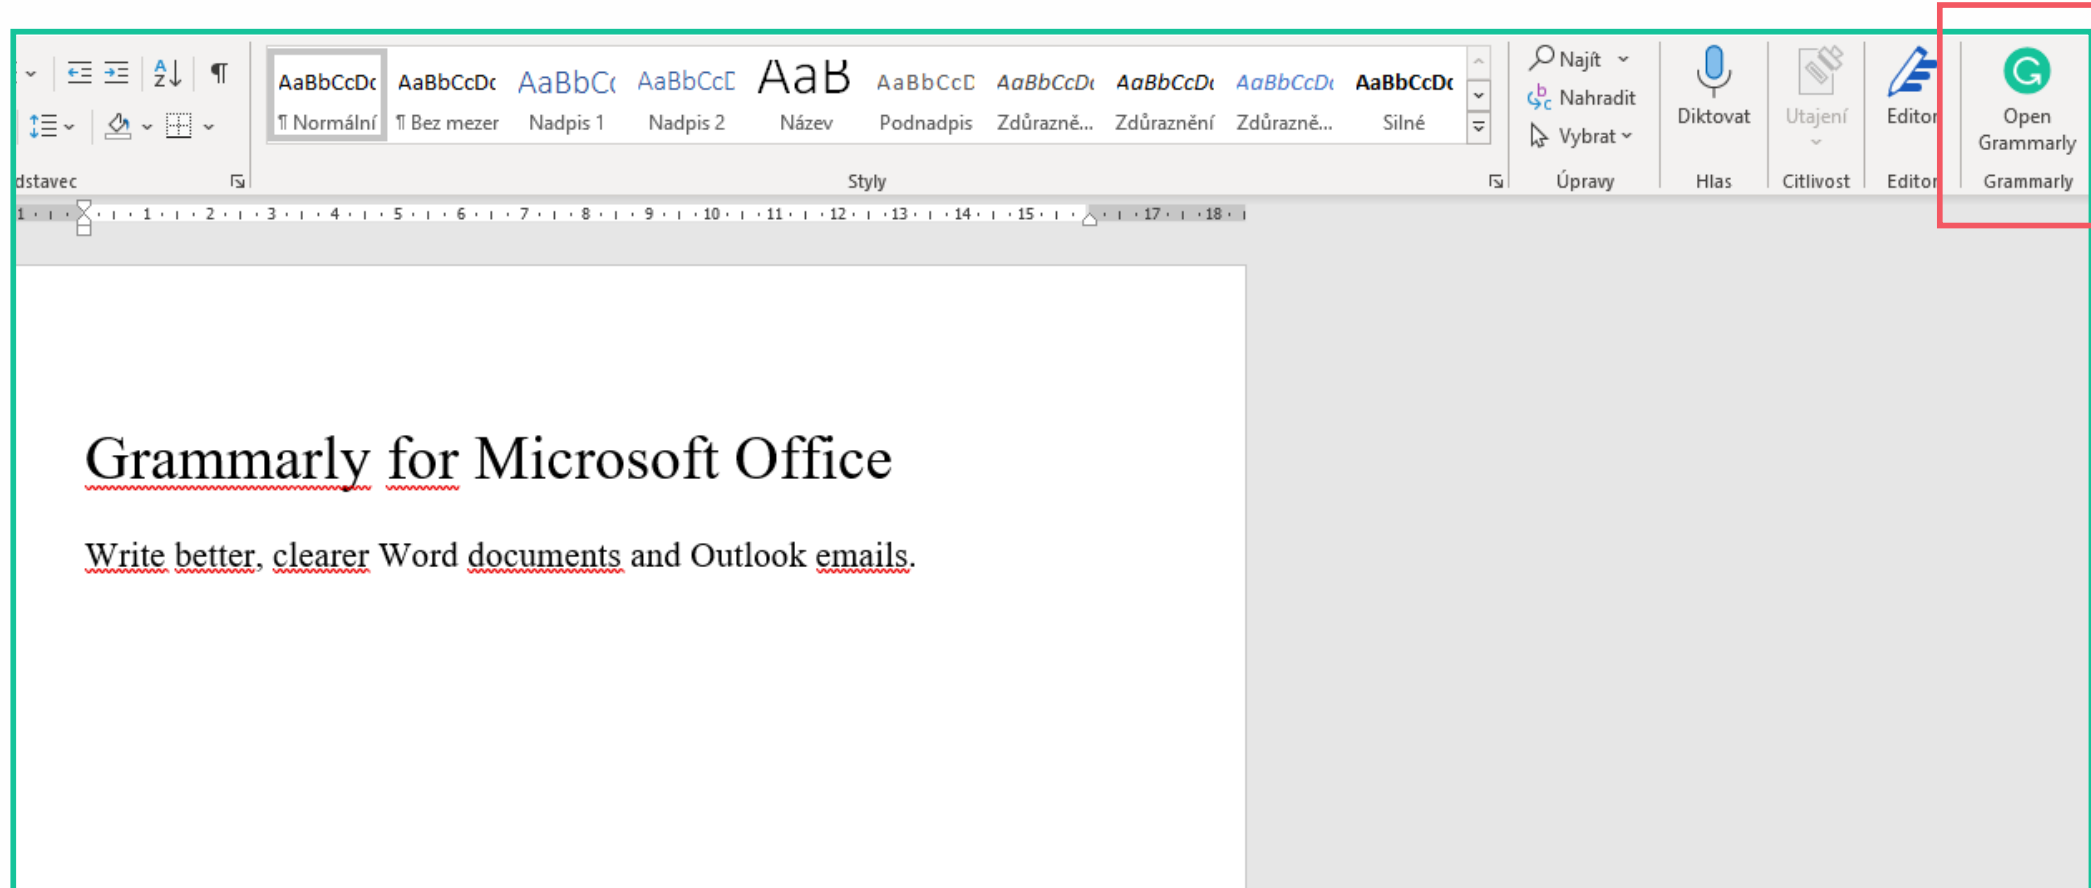 AaBbCcDc AaBbCcDc AaBbCc AaBbCcE AaB AaBbCcD AaBbCcDc AaBbCcDc AaBbCcDc AaBbCcDc
¶ Normální ¶ Bez mezer Nadpis 1 Nadpis 2 Název Podnadpis Zdůrazně... Zdůraznění Zdůrazně... Silné
Najít
Nahradit
Vybrat
Diktovat
Utajení
Editor
Open
Grammarly
dstavec Styly Úpravy Hlas Citlivost Editor Grammarly
1 1 2 3 4 5 6 7 8 9 10 11 12 13 14 15 17 18
Grammarly for Microsoft Office
Write better, clearer Word documents and Outlook emails.